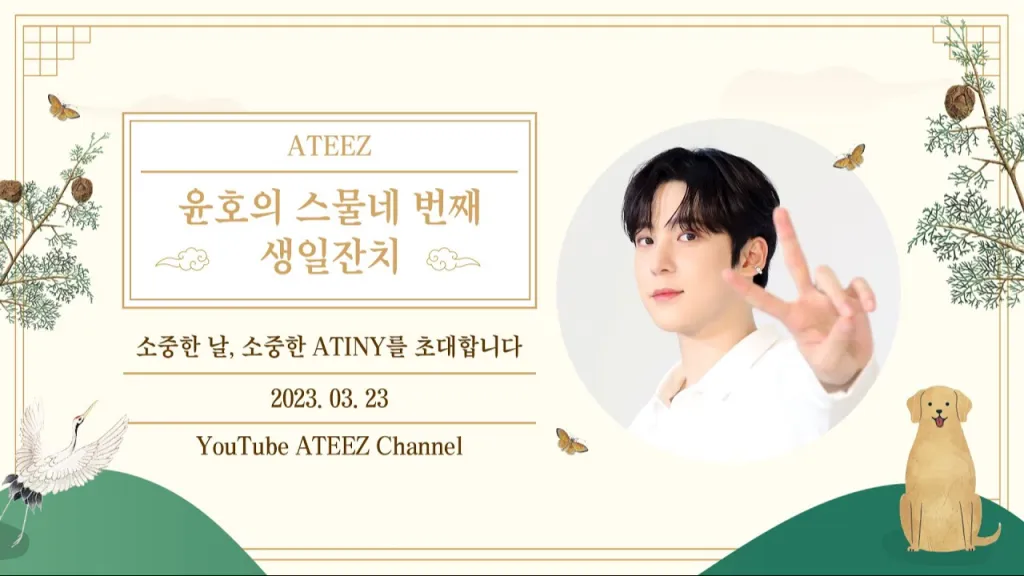 ATEEZ
윤호의 스물네 번째
생일잔치
소중한 날, 소중한 ATINY를 초대합니다
2023. 03. 23
YouTube ATEEZ Channel